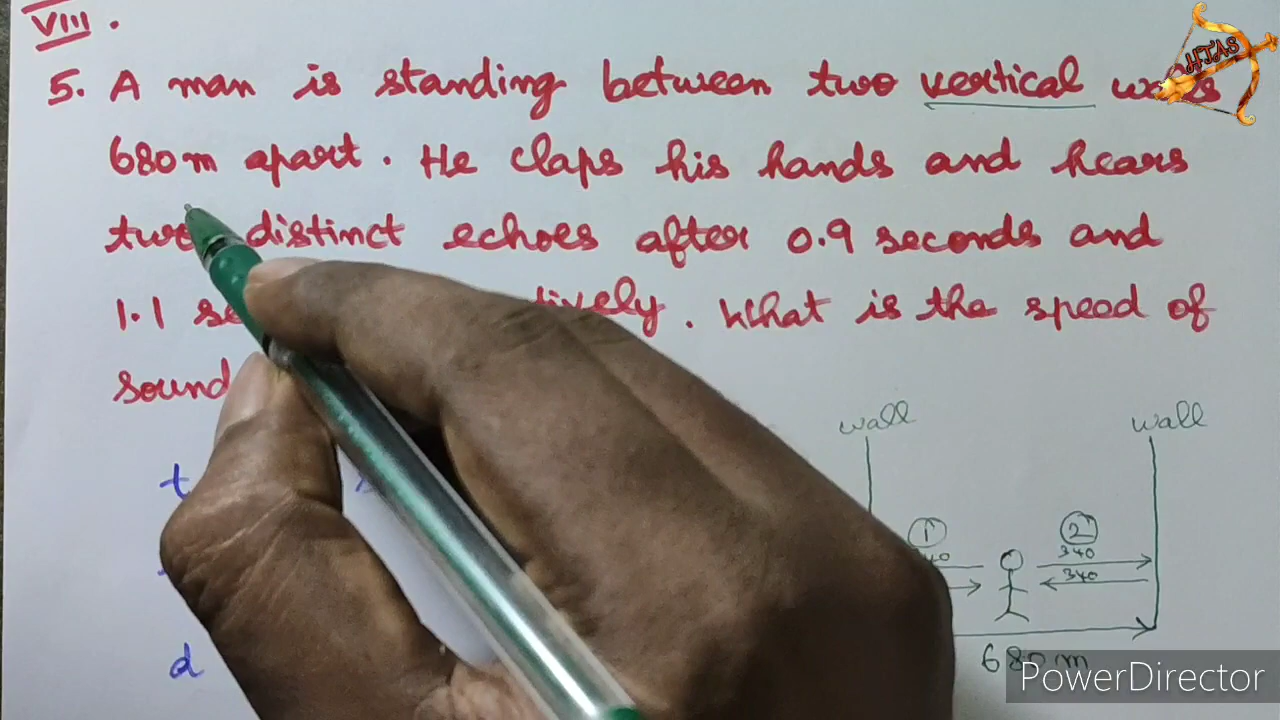 VIII.
5. A man is standing between two vertical
680m apart. He claps his hands and hears
two distinct echoes after 0.9 seconds and
1.1 . What is the speed of
sound
HTAS
wall wall
t
1 2
340
340
d
680 m
PowerDirector